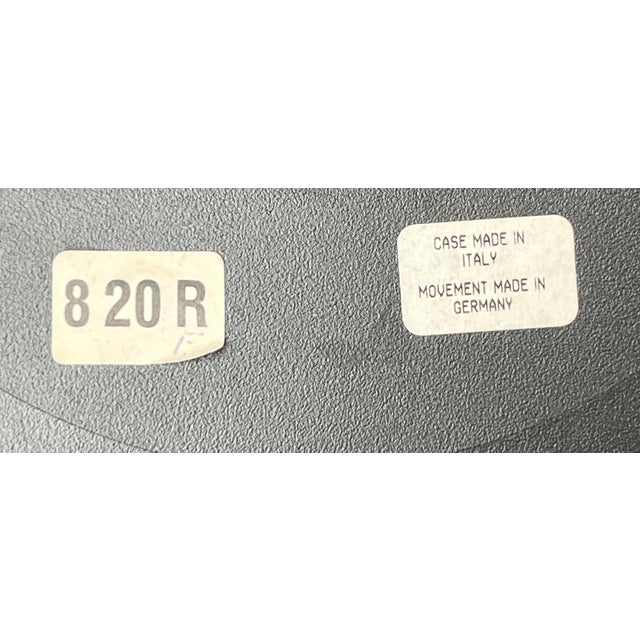 8 20 R
F
CASE MADE IN
ITALY
MOVEMENT MADE IN
GERMANY